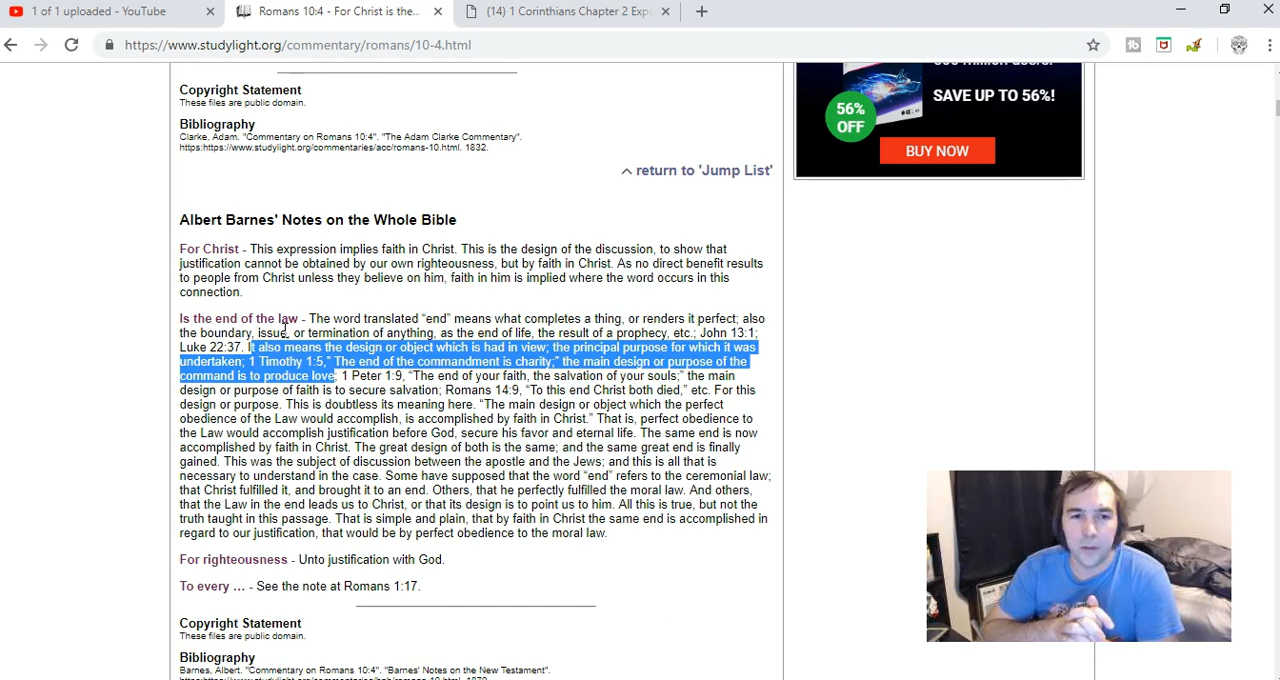 1 of 1 uploaded - YouTube
Romans 10:4 - For Christ is the...
(14) 1 Corinthians Chapter 2 Exp
https://www.studylight.org/commentary/romans/10-4.html
Copyright Statement
These files are public domain.
Bibliography
Clarke, Adam. "Commentary on Romans 10:4". "The Adam Clarke Commentary".
https:https://www.studylight.org/commentaries/acc/romans-10.html. 1832.
return to 'Jump List'
56%
OFF
SAVE UP TO 56%!
BUY NOW
Albert Barnes' Notes on the Whole Bible
For Christ - This expression implies faith in Christ. This is the design of the discussion, to show that
justification cannot be obtained by our own righteousness, but by faith in Christ. As no direct benefit results
to people from Christ unless they believe on him, faith in him is implied where the word occurs in this
connection.
Is the end of the law - The word translated “end” means what completes a thing, or renders it perfect; also
the boundary, issue, or termination of anything, as the end of life, the result of a prophecy, etc.; John 13:1;
Luke 22:37. It also means the design or object which is had in view; the principal purpose for which it was
undertaken; 1 Timothy 1:5,” The end of the commandment is charity;” the main design or purpose of the
command is to produce love; 1 Peter 1:9, “The end of your faith, the salvation of your souls;” the main
design or purpose of faith is to secure salvation; Romans 14:9, “To this end Christ both died,” etc. For this
design or purpose. This is doubtless its meaning here. “The main design or object which the perfect
obedience of the Law would accomplish, is accomplished by faith in Christ.” That is, perfect obedience to
the Law would accomplish justification before God, secure his favor and eternal life. The same end is now
accomplished by faith in Christ. The great design of both is the same; and the same great end is finally
gained. This was the subject of discussion between the apostle and the Jews; and this is all that is
necessary to understand in the case. Some have supposed that the word “end” refers to the ceremonial law;
that Christ fulfilled it, and brought it to an end. Others, that he perfectly fulfilled the moral law. And others,
that the Law in the end leads us to Christ, or that its design is to point us to him. All this is true, but not the
truth taught in this passage. That is simple and plain, that by faith in Christ the same end is accomplished in
regard to our justification, that would be by perfect obedience to the moral law.
For righteousness - Unto justification with God.
To every … - See the note at Romans 1:17.
Copyright Statement
These files are public domain.
Bibliography
Barnes, Albert. "Commentary on Romans 10:4". "Barnes' Notes on the New Testament".